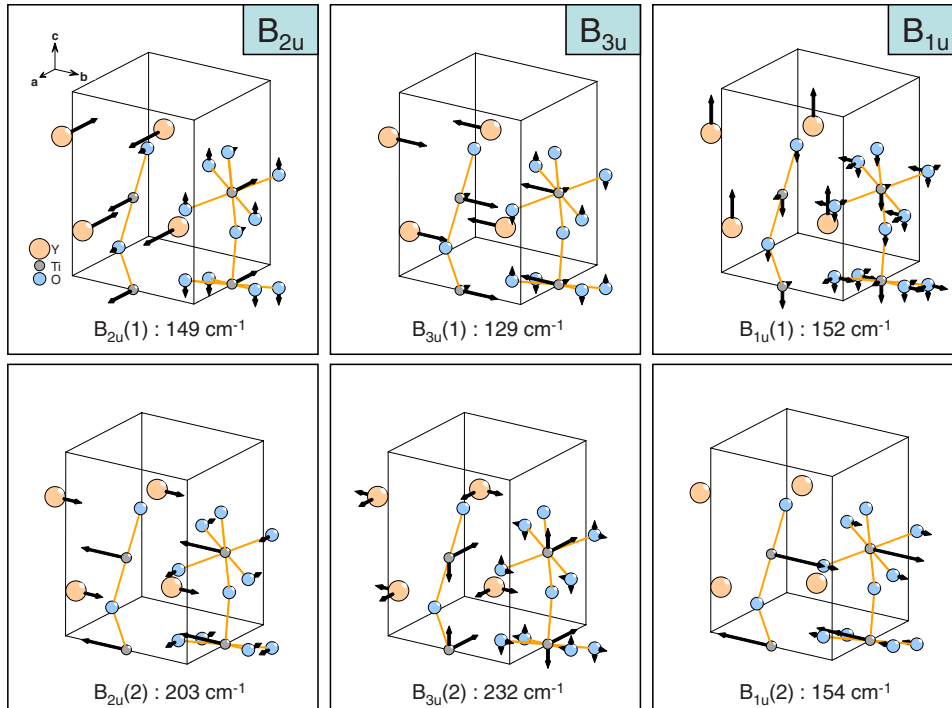 B2u
B3u
B1u
c
a
b
Y
Ti
O
B2u(1) : 149 cm-1
B3u(1) : 129 cm-1
B1u(1) : 152 cm-1
B2u(2) : 203 cm-1
B3u(2) : 232 cm-1
B1u(2) : 154 cm-1